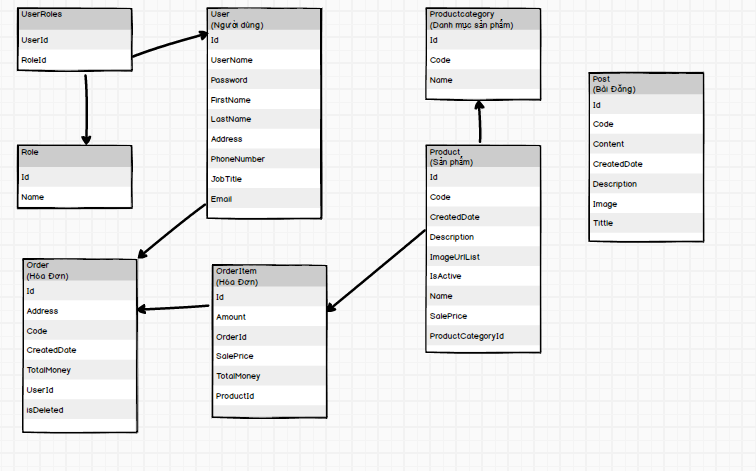 UserRoles
UserId
RoleId
User
(Người dùng)
Id
UserName
Password
FirstName
LastName
Address
PhoneNumber
JobTitle
Email
Productcategory
(Danh mục sản phẩm)
Id
Code
Name
Post
(Bài Đăng)
Id
Code
Content
CreatedDate
Description
Image
Tittle
Role
Id
Name
Product
(Sản phẩm)
Id
Code
CreatedDate
Description
ImageUrlList
IsActive
Name
SalePrice
ProductCategoryId
Order
(Hóa Đơn)
Id
Address
Code
CreatedDate
TotalMoney
UserId
isDeleted
OrderItem
(Hóa Đơn)
Id
Amount
OrderId
SalePrice
TotalMoney
ProductId